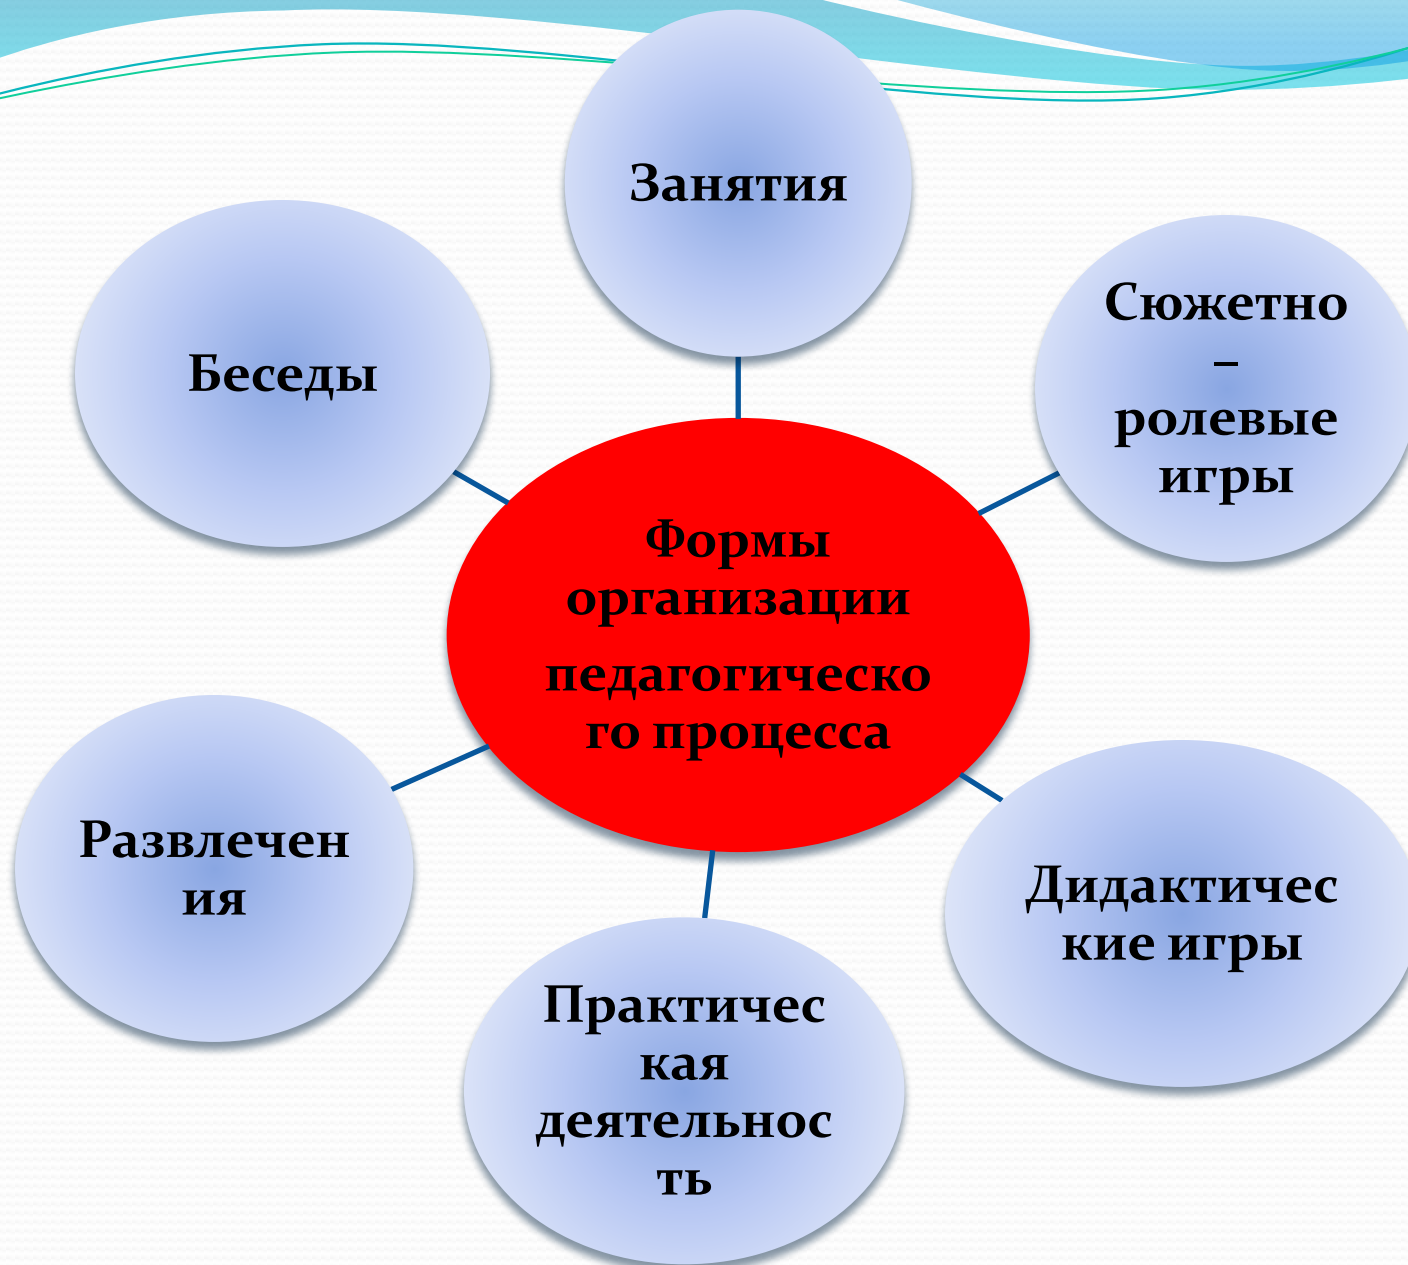 Занятия
Беседы
Сюжетно
–
ролевые
игры
Формы
организации
педагогическо
го процесса
Развлечен
ия
Дидактичес
кие игры
Практичес
кая
деятельнос
ть